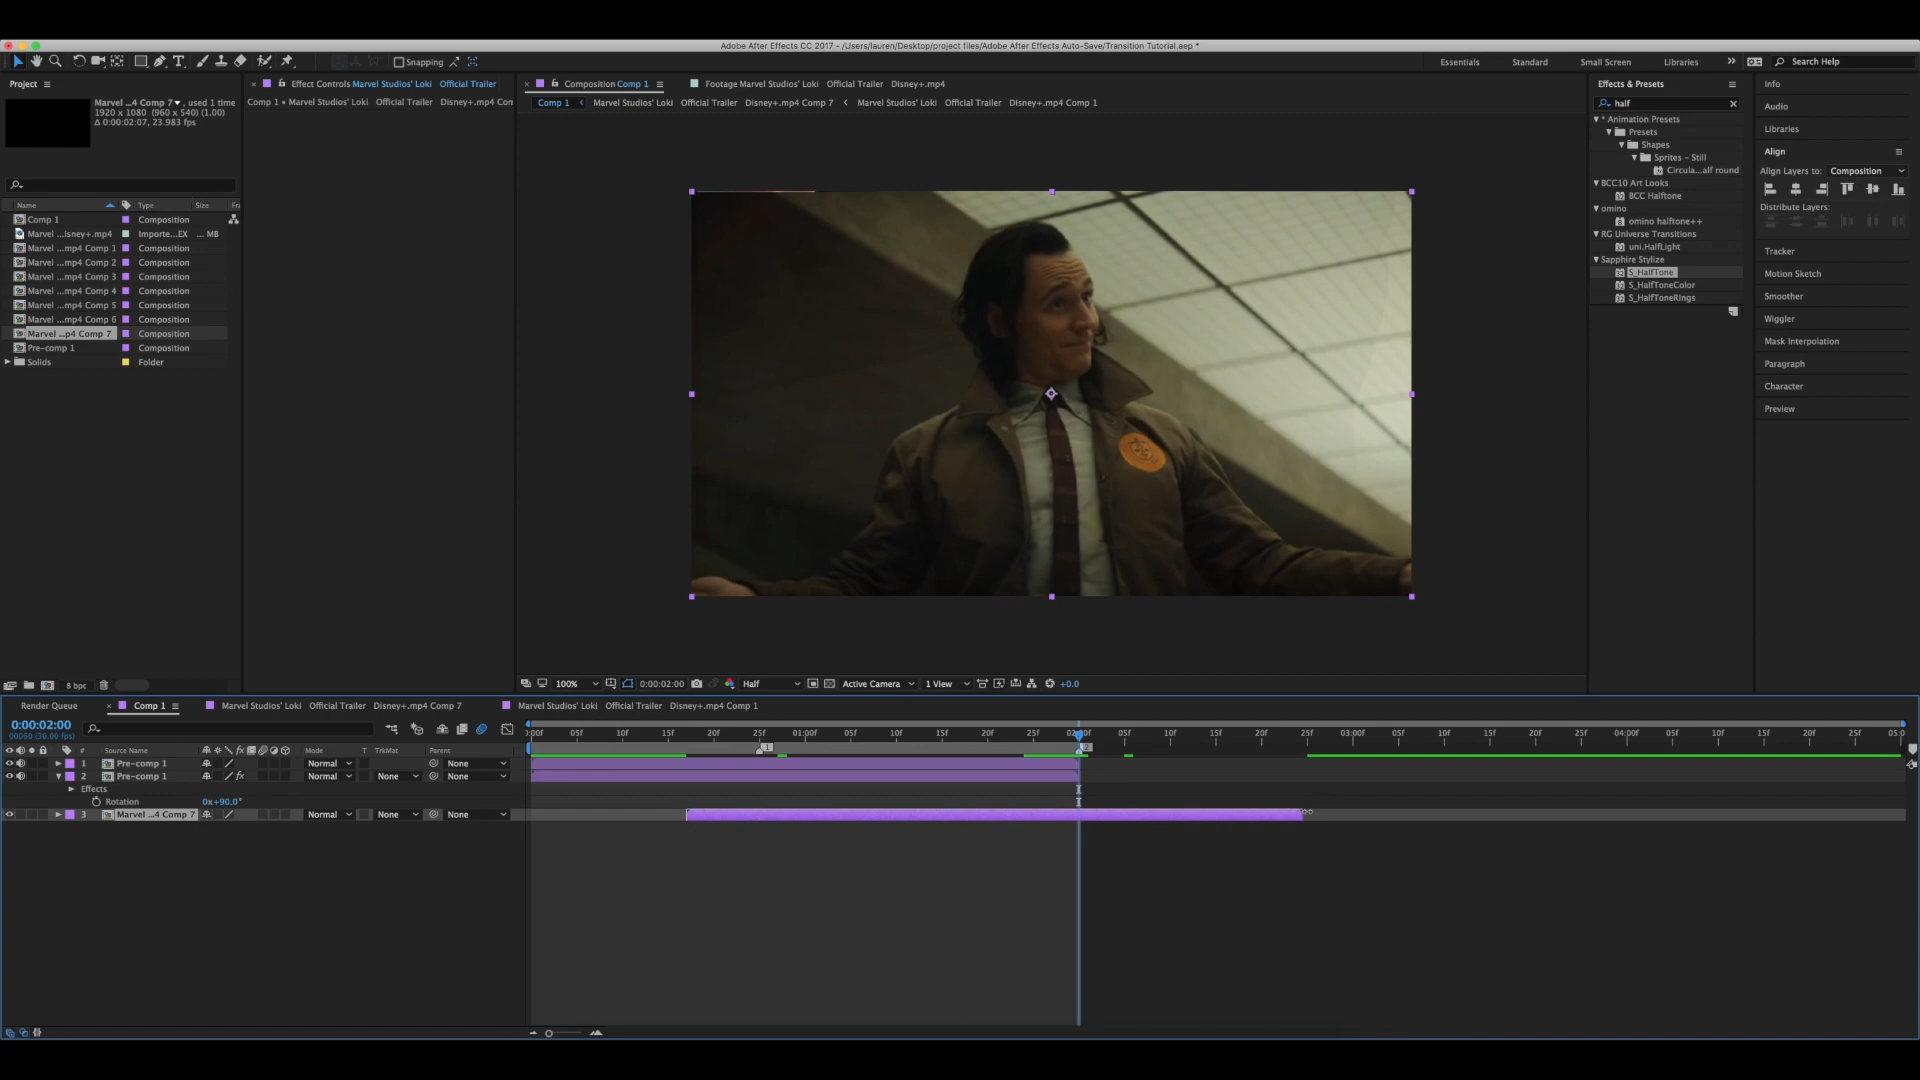 Adobe After Effects CC 2017 - /Users/lauren/Desktop/project files/Adobe After Effects Auto-Save/Transition Tutorial.aep *
Snapping
Essentials
Standard
Small Screen
Libraries
Search Help
Project
Marvel ...4 Comp 7 , used 1 time
1920 x 1080 (960 x 540) (1.00)
Δ 0:00:02:07, 23.983 fps
Name Type Size Fra
Comp 1 Composition
Marvel ...isney+.mp4 Importe...EX ... MB
Marvel ...mp4 Comp 1 Composition
Marvel ...mp4 Comp 2 Composition
Marvel ...mp4 Comp 3 Composition
Marvel ...mp4 Comp 4 Composition
Marvel ...mp4 Comp 5 Composition
Marvel ...mp4 Comp 6 Composition
Marvel ...p4 Comp 7 Composition
Pre-comp 1 Composition
Solids Folder
8 bpc
Effect Controls Marvel Studios' Loki Official Trailer
Comp 1 • Marvel Studios' Loki Official Trailer Disney+.mp4 Com
Composition Comp 1
Footage Marvel Studios' Loki Official Trailer Disney+.mp4
Comp 1 Marvel Studios' Loki Official Trailer Disney+.mp4 Comp 7 Marvel Studios' Loki Official Trailer Disney+.mp4 Comp 1
100% 0:00:02:00 Half Active Camera 1 View +0.0
Effects & Presets
half
* Animation Presets
Presets
Shapes
Sprites – Still
Circula...alf round
BCC10 Art Looks
BCC Halftone
omino
omino halftone++
RG Universe Transitions
uni.HalfLight
Sapphire Stylize
S_HalfTone
S_HalfToneColor
S_HalfToneRings
Info
Audio
Libraries
Align
Align Layers to: Composition
Distribute Layers:
Tracker
Motion Sketch
Smoother
Wiggler
Mask Interpolation
Paragraph
Character
Preview
Render Queue
Comp 1
Marvel Studios' Loki Official Trailer Disney+.mp4 Comp 7
Marvel Studios' Loki Official Trailer Disney+.mp4 Comp 1
0:00:02:00
00060 (30.00 fps)
# Source Name fx Mode T TrkMat Parent
1 Pre-comp 1 Normal None
2 Pre-comp 1 fx Normal None None
Effects
Rotation 0x+90.0°
3 Marvel ...4 Comp 7 Normal None None
:00f 05f 10f 15f 20f 25f 01:00f 05f 10f 15f 20f 25f 02:00f 05f 10f 15f 20f 25f 03:00f 05f 10f 15f 20f 25f 04:00f 05f 10f 15f 20f 25f 05:0
1
2